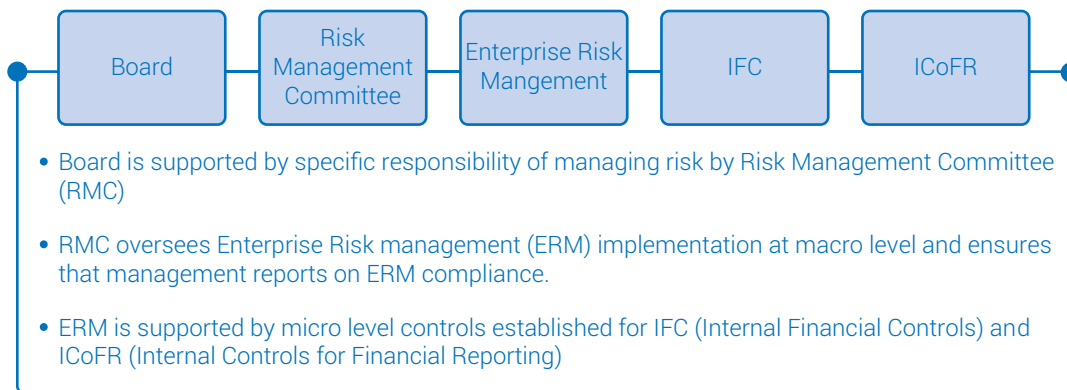 Board
Risk
Management
Committee
Enterprise Risk
Mangement
IFC
ICoFR
• Board is supported by specific responsibility of managing risk by Risk Management Committee
(RMC)
• RMC oversees Enterprise Risk management (ERM) implementation at macro level and ensures
that management reports on ERM compliance.
• ERM is supported by micro level controls established for IFC (Internal Financial Controls) and
ICoFR (Internal Controls for Financial Reporting)